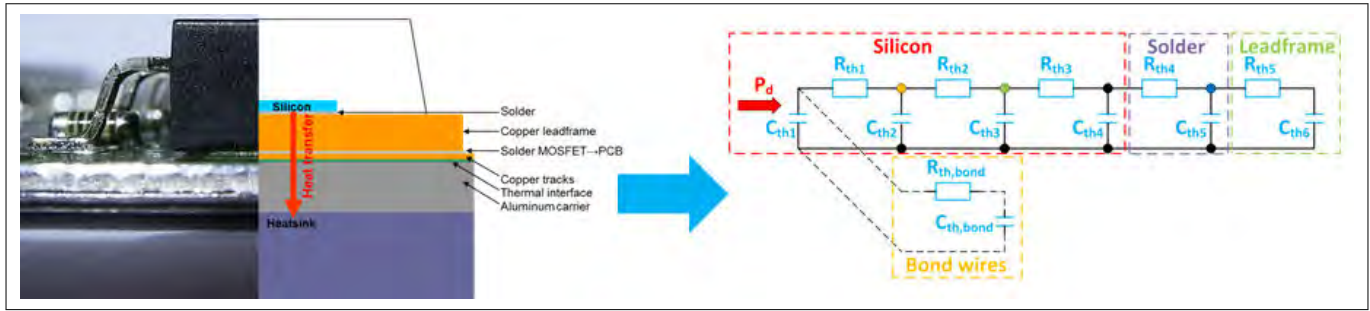 Silicon
Heat transfer
Heatsink
Solder
Copper leadframe
Solder MOSFET→PCB
Copper tracks
Thermal interface
Aluminum carrier
Silicon
Solder
Leadframe
Rth1
Rth2
Rth3
Rth4
Rth5
Pd
Cth1
Cth2
Cth3
Cth4
Cth5
Cth6
Rth,bond
Cth,bond
Bond wires